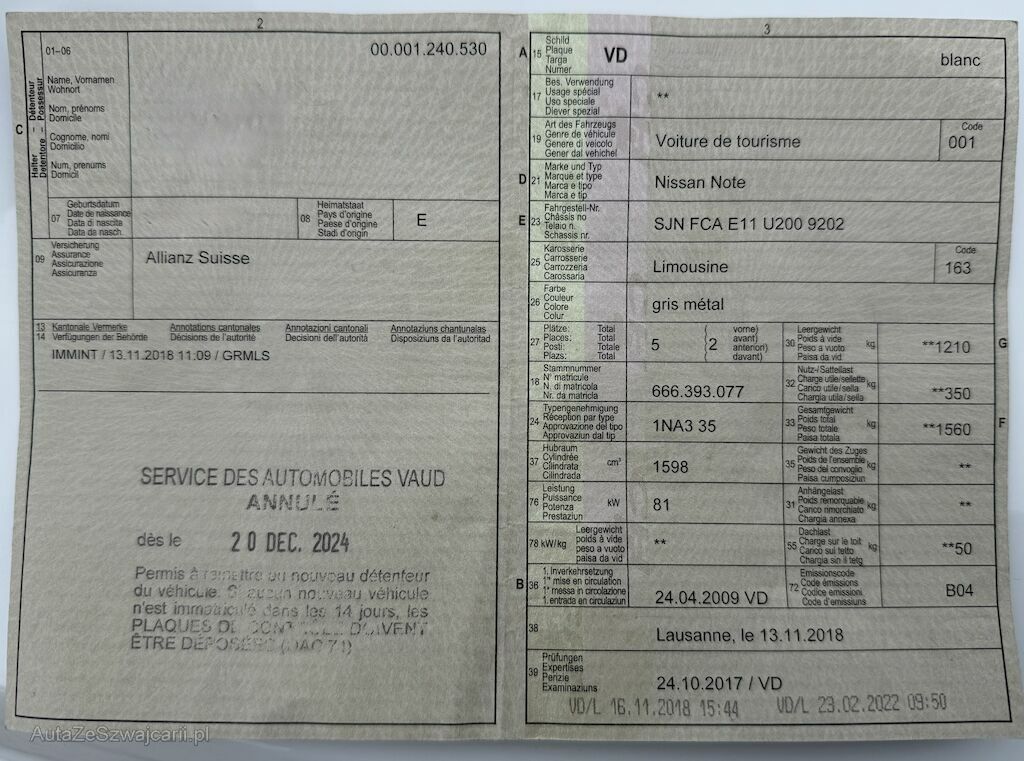 2
01–06
00.001.240.530
C
Halter – Détenteur
Detentore – Possessur
Name, Vornamen
Wohnort
Nom, prénoms
Domicile
Cognome, nomi
Domicilio
Num, prenums
Domicil
07
Geburtsdatum
Date de naissance
Data di nascita
Data da nasch.
08
Heimatstaat
Pays d'origine
Paese d'origine
Stadi d'origin
E
09
Versicherung
Assurance
Assicurazione
Assicuranza
Allianz Suisse
13
14
Kantonale Vermerke
Verfügungen der Behörde
Annotations cantonales
Décisions de l'autorité
Annotazioni cantonali
Decisioni dell'autorità
Annotaziuns chantunalas
Disposiziuns da l'autoritad
IMMINT / 13.11.2018 11:09 / GRMLS
SERVICE DES AUTOMOBILES VAUD
ANNULÉ
dès le 20 DEC. 2024
Permis à remettre au nouveau détenteur
du véhicule. Si aucun nouveau véhicule
n'est immatriculé dans les 14 jours, les
PLAQUES DE CONTRÔLE DOIVENT
ÊTRE DÉPOSÉES (OAC 71)
3
A
15
Schild
Plaque
Targa
Numer
VD
blanc
17
Bes. Verwendung
Usage spécial
Uso speciale
Diever spezial
**
19
Art des Fahrzeugs
Genre de véhicule
Genere di veicolo
Gener dal vehichel
Voiture de tourisme
Code
001
D
21
Marke und Typ
Marque et type
Marca e tipo
Marca e tip
Nissan Note
E
23
Fahrgestell-Nr.
Châssis no
Telaio n.
Schassis nr.
SJN FCA E11 U200 9202
25
Karosserie
Carrosserie
Carrozzeria
Carossaria
Limousine
Code
163
26
Farbe
Couleur
Colore
Colur
gris métal
27
Plätze: Total
Places: Total
Posti: Totale
Plazs: Total
5
2
vorne)
avant)
anteriori)
davant)
30
Leergewicht
Poids à vide
Peso a vuoto
Paisa da vid
kg
**1210
G
18
Stammnummer
N° matricule
N. di matricola
Nr. da matricla
666.393.077
32
Nutz-/Sattellast
Charge utile/sellette
Carico utile/sella
Chargia utila/sella
kg
**350
24
Typengenehmigung
Réception par type
Approvazione del tipo
Approvaziun dal tip
1NA3 35
33
Gesamtgewicht
Poids total
Peso totale
Paisa totala
kg
**1560
F
37
Hubraum
Cylindrée
Cilindrata
Cilindrada
cm³
1598
35
Gewicht des Zuges
Poids de l'ensemble
Peso del convoglio
Paisa cumposiziun
kg
**
76
Leistung
Puissance
Potenza
Prestaziun
kW
81
31
Anhängelast
Poids remorquable
Carico rimorchiato
Chargia annexa
kg
**
78 kW/kg
Leergewicht
poids à vide
peso a vuoto
paisa da vid
**
55
Dachlast
Charge sur le toit
Carico sul tetto
Chargia sin il tetg
kg
**50
B
36
1. Inverkehrsetzung
1re mise en circulation
1a messa in circolazione
1. entrada en circulaziun
24.04.2009 VD
72
Emissionscode
Code émissions
Codice emissioni
Code d'emissiuns
B04
38
Lausanne, le 13.11.2018
39
Prüfungen
Expertises
Perizie
Examinaziuns
24.10.2017 / VD
VD/L 16.11.2018 15:44
VD/L 23.02.2022 09:50
AutaZeSzwajcarii.pl